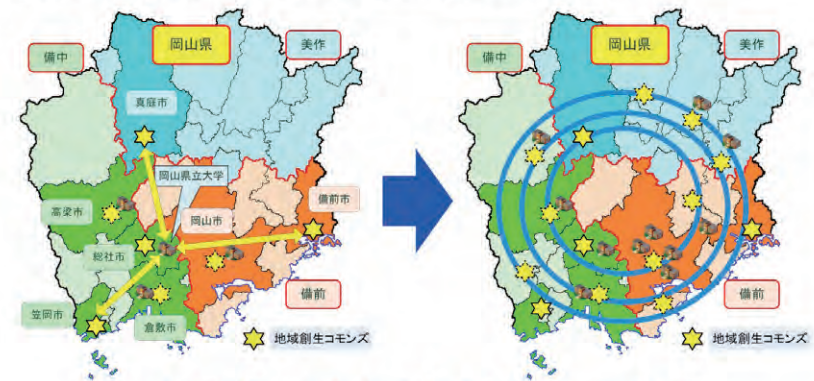 岡山県
美作
備中
真庭市
岡山県立大学
備前市
高梁市
岡山市
総社市
備前
笠岡市
倉敷市
地域創生コモンズ
岡山県
美作
備中
備前
地域創生コモンズ